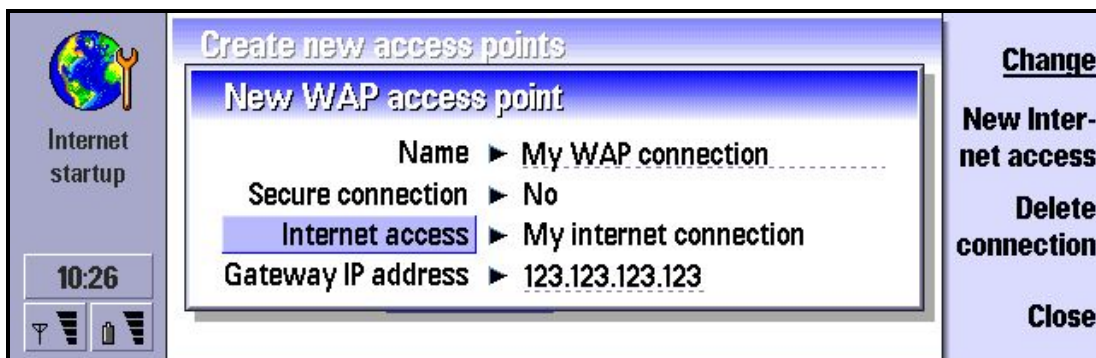 Internet
startup
10:26
Create new access points
New WAP access point
Name ► My WAP connection
Secure connection ► No
Internet access ► My internet connection
Gateway IP address ► 123.123.123.123
Change
New Inter-
net access
Delete
connection
Close